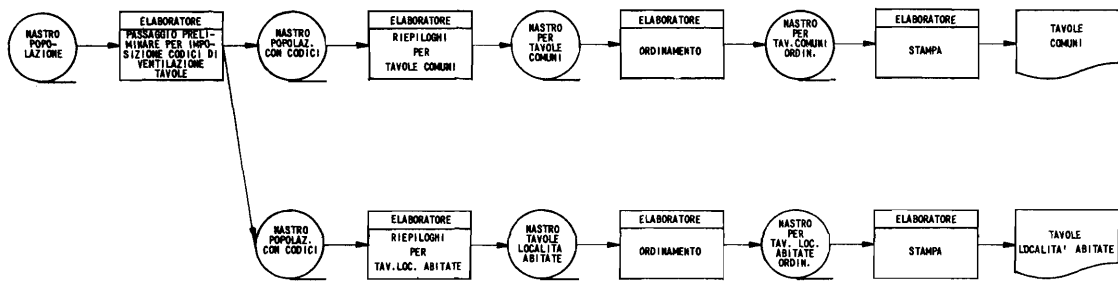 NASTRO
POPO-
LAZIONE
ELABORATORE
PASSAGGIO PRELI-
MINARE PER IMPO-
SIZIONE CODICI DI
VENTILAZIONE
TAVOLE
NASTRO
POPOLAZ.
CON CODICI
ELABORATORE
RIEPILOGHI
PER
TAVOLE COMUNI
NASTRO
PER
TAVOLE
COMUNI
ELABORATORE
ORDINAMENTO
NASTRO
PER
TAV.COMUNI
ORDIN.
ELABORATORE
STAMPA
TAVOLE
COMUNI
NASTRO
POPOLAZ.
CON CODICI
ELABORATORE
RIEPILOGHI
PER
TAV.LOC. ABITATE
NASTRO
TAVOLE
LOCALITA
ABITATE
ELABORATORE
ORDINAMENTO
NASTRO
PER
TAV. LOC.
ABITATE
ORDIN.
ELABORATORE
STAMPA
TAVOLE
LOCALITA' ABITATE